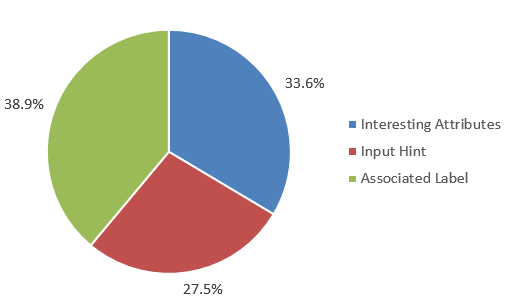 33.6%
38.9%
Interesting Attributes
Input Hint
Associated Label
27.5%